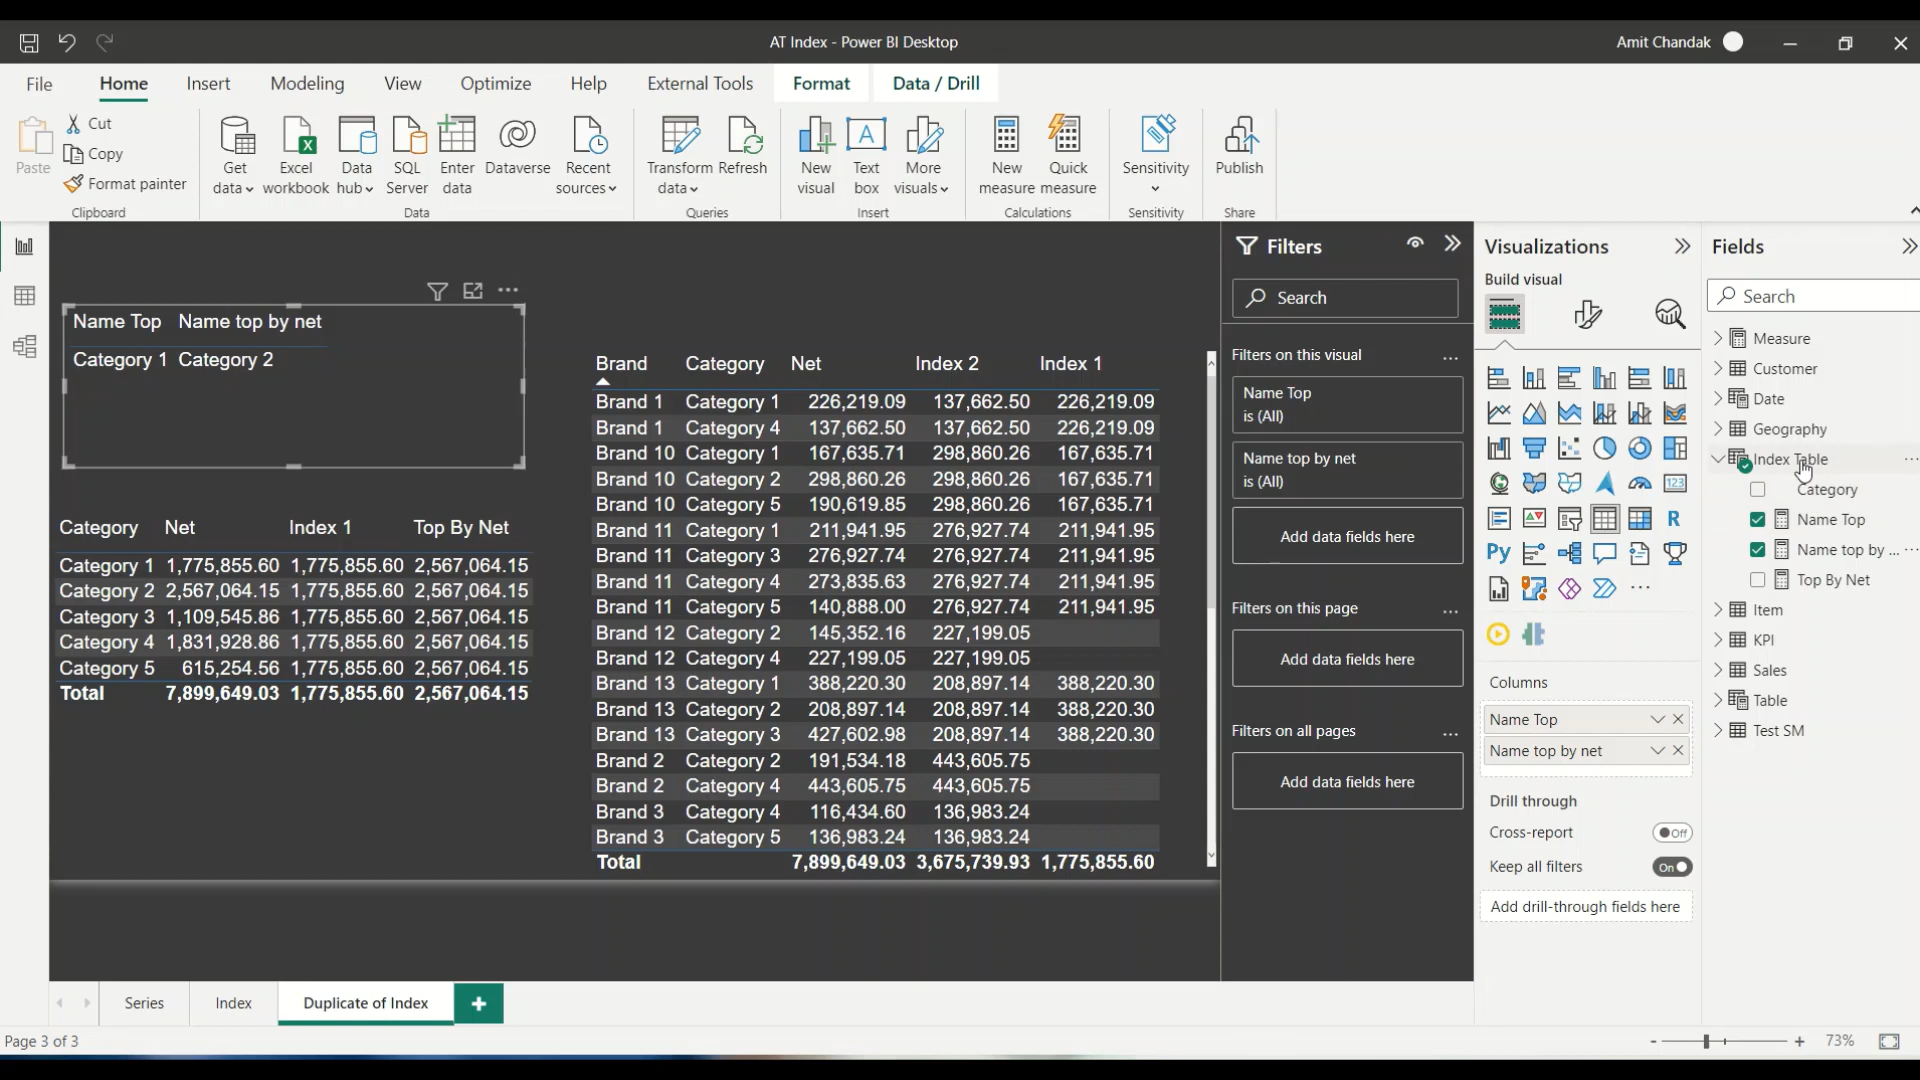 AT Index - Power BI Desktop
Amit Chandak
File Home Insert Modeling View Optimize Help External Tools Format Data / Drill
Paste
Cut
Copy
Format painter
Clipboard
Get data
Excel workbook
Data hub
SQL Server
Enter data
Dataverse
Recent sources
Data
Transform data
Refresh
Queries
New visual
Text box
More visuals
Insert
New measure
Quick measure
Calculations
Sensitivity
Sensitivity
Publish
Share
Name Top Name top by net
Category 1 Category 2
Category Net Index 1 Top By Net
Category 1 1,775,855.60 1,775,855.60 2,567,064.15
Category 2 2,567,064.15 1,775,855.60 2,567,064.15
Category 3 1,109,545.86 1,775,855.60 2,567,064.15
Category 4 1,831,928.86 1,775,855.60 2,567,064.15
Category 5 615,254.56 1,775,855.60 2,567,064.15
Total 7,899,649.03 1,775,855.60 2,567,064.15
Brand Category Net Index 2 Index 1
Brand 1 Category 1 226,219.09 137,662.50 226,219.09
Brand 1 Category 4 137,662.50 137,662.50 226,219.09
Brand 10 Category 1 167,635.71 298,860.26 167,635.71
Brand 10 Category 2 298,860.26 298,860.26 167,635.71
Brand 10 Category 5 190,619.85 298,860.26 167,635.71
Brand 11 Category 1 211,941.95 276,927.74 211,941.95
Brand 11 Category 3 276,927.74 276,927.74 211,941.95
Brand 11 Category 4 273,835.63 276,927.74 211,941.95
Brand 11 Category 5 140,888.00 276,927.74 211,941.95
Brand 12 Category 2 145,352.16 227,199.05
Brand 12 Category 4 227,199.05 227,199.05
Brand 13 Category 1 388,220.30 208,897.14 388,220.30
Brand 13 Category 2 208,897.14 208,897.14 388,220.30
Brand 13 Category 3 427,602.98 208,897.14 388,220.30
Brand 2 Category 2 191,534.18 443,605.75
Brand 2 Category 4 443,605.75 443,605.75
Brand 3 Category 4 116,434.60 136,983.24
Brand 3 Category 5 136,983.24 136,983.24
Total 7,899,649.03 3,675,739.93 1,775,855.60
Filters
Search
Filters on this visual ...
Name Top
is (All)
Name top by net
is (All)
Add data fields here
Filters on this page ...
Add data fields here
Filters on all pages ...
Add data fields here
Visualizations
Build visual
123
R
Py
...
Columns
Name Top
Name top by net
Drill through
Cross-report Off
Keep all filters On
Add drill-through fields here
Fields
Search
Measure
Customer
Date
Geography
Index Table ...
Category
Name Top
Name top by ... ...
Top By Net
Item
KPI
Sales
Table
Test SM
Series Index Duplicate of Index +
Page 3 of 3
- + 73%